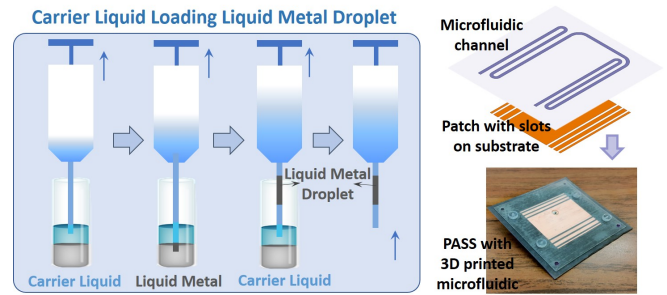 Carrier Liquid Loading Liquid Metal Droplet
Liquid Metal
Droplet
Carrier Liquid
Liquid Metal
Carrier Liquid
Microfluidic
channel
Patch with slots
on substrate
PASS with
3D printed
microfluidic